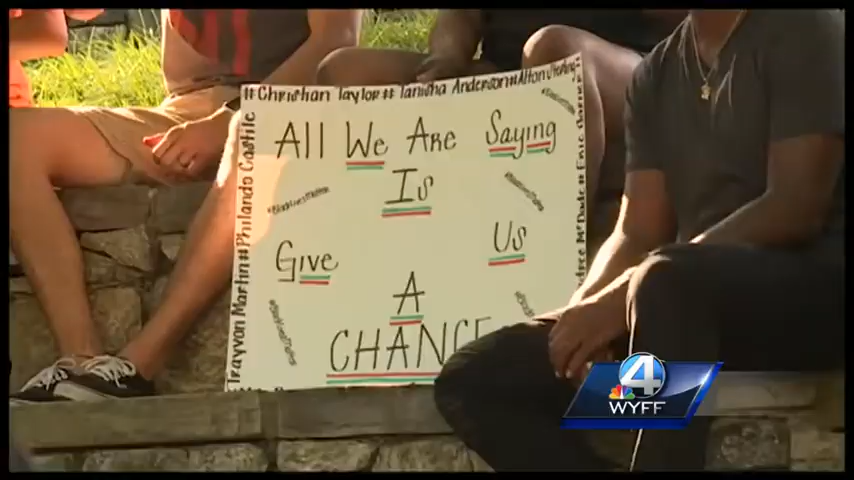 #Christian Taylor # Tanisha Anderson # Alton Sterling
All We Are Saying
Is
Give Us
A
CHANCE
Trayvon Martin # Philando Castile
#BlackLivesMatter
4
WYFF